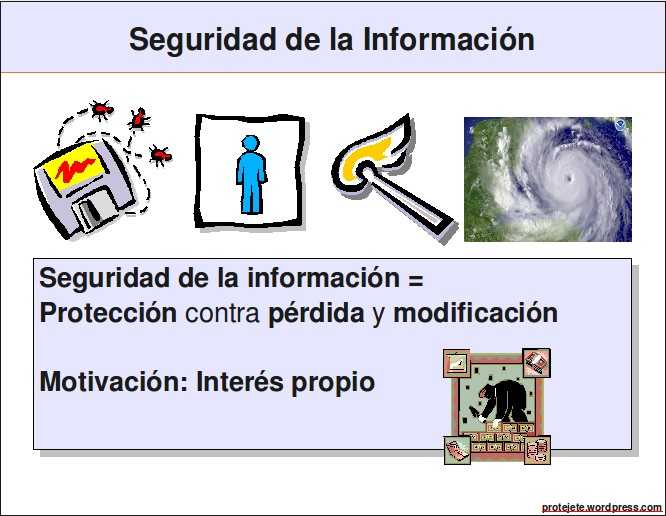 Seguridad de la Información
Seguridad de la información =
Protección contra pérdida y modificación
Motivación: Interés propio
protejete.wordpress.com